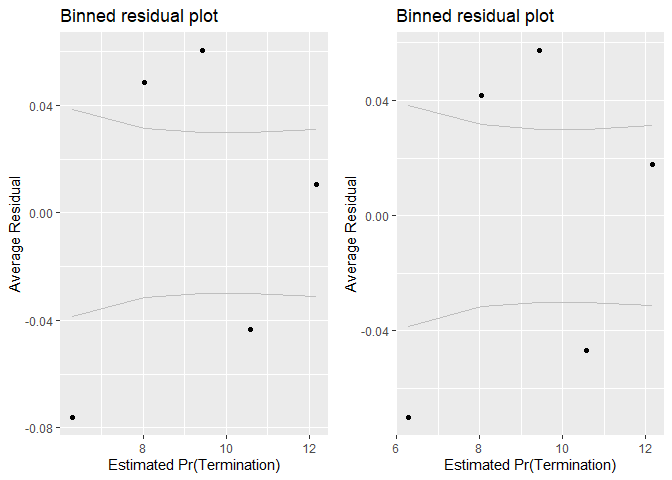 Binned residual plot
Average Residual
0.04
0.00
-0.04
-0.08
8
10
12
Estimated Pr(Termination)
Binned residual plot
Average Residual
0.04
0.00
-0.04
6
8
10
12
Estimated Pr(Termination)